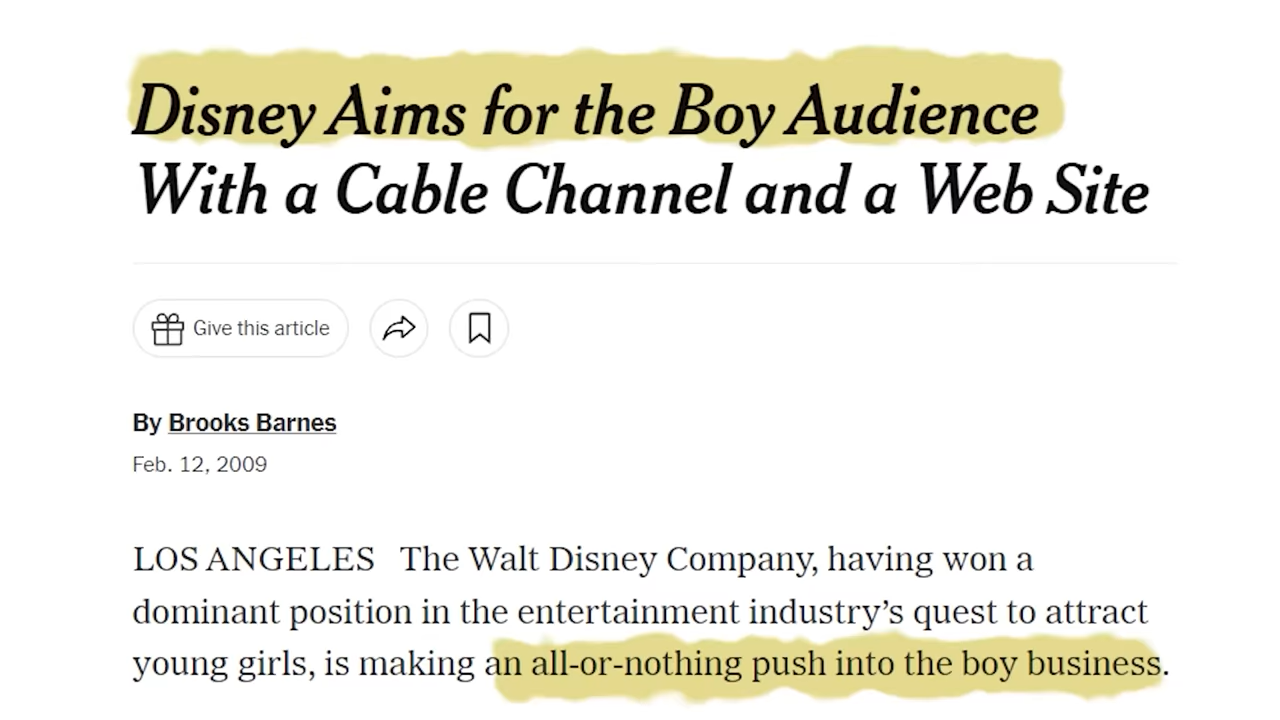 Disney Aims for the Boy Audience
With a Cable Channel and a Web Site
Give this article
By Brooks Barnes
Feb. 12, 2009
LOS ANGELES The Walt Disney Company, having won a
dominant position in the entertainment industry’s quest to attract
young girls, is making an all-or-nothing push into the boy business.